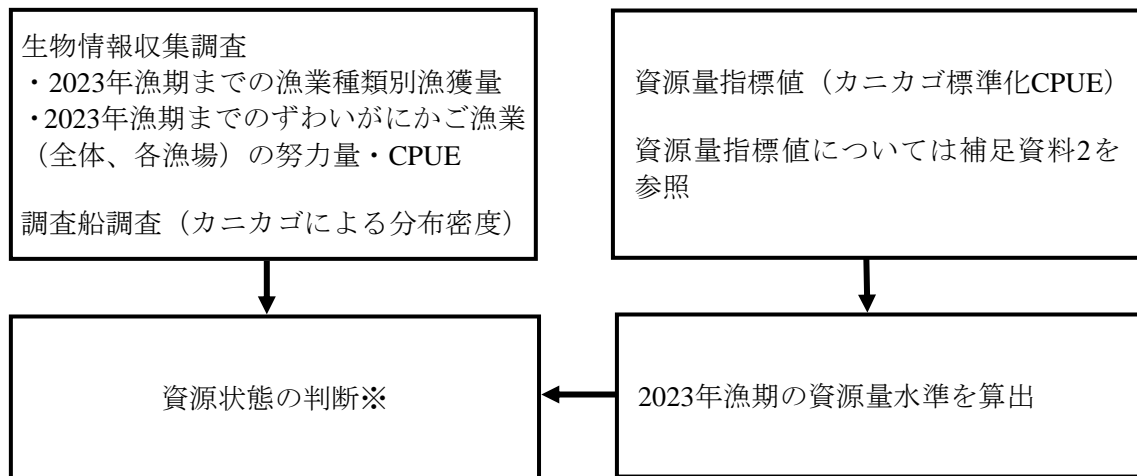 生物情報収集調査
・2023年漁期までの漁業種類別漁獲量
・2023年漁期までのずわいがにかご漁業
（全体、各漁場）の努力量・CPUE
調査船調査（カニカゴによる分布密度）
資源量指標値（カニカゴ標準化CPUE）
資源量指標値については補足資料2を
参照
資源状態の判断※
2023年漁期の資源量水準を算出